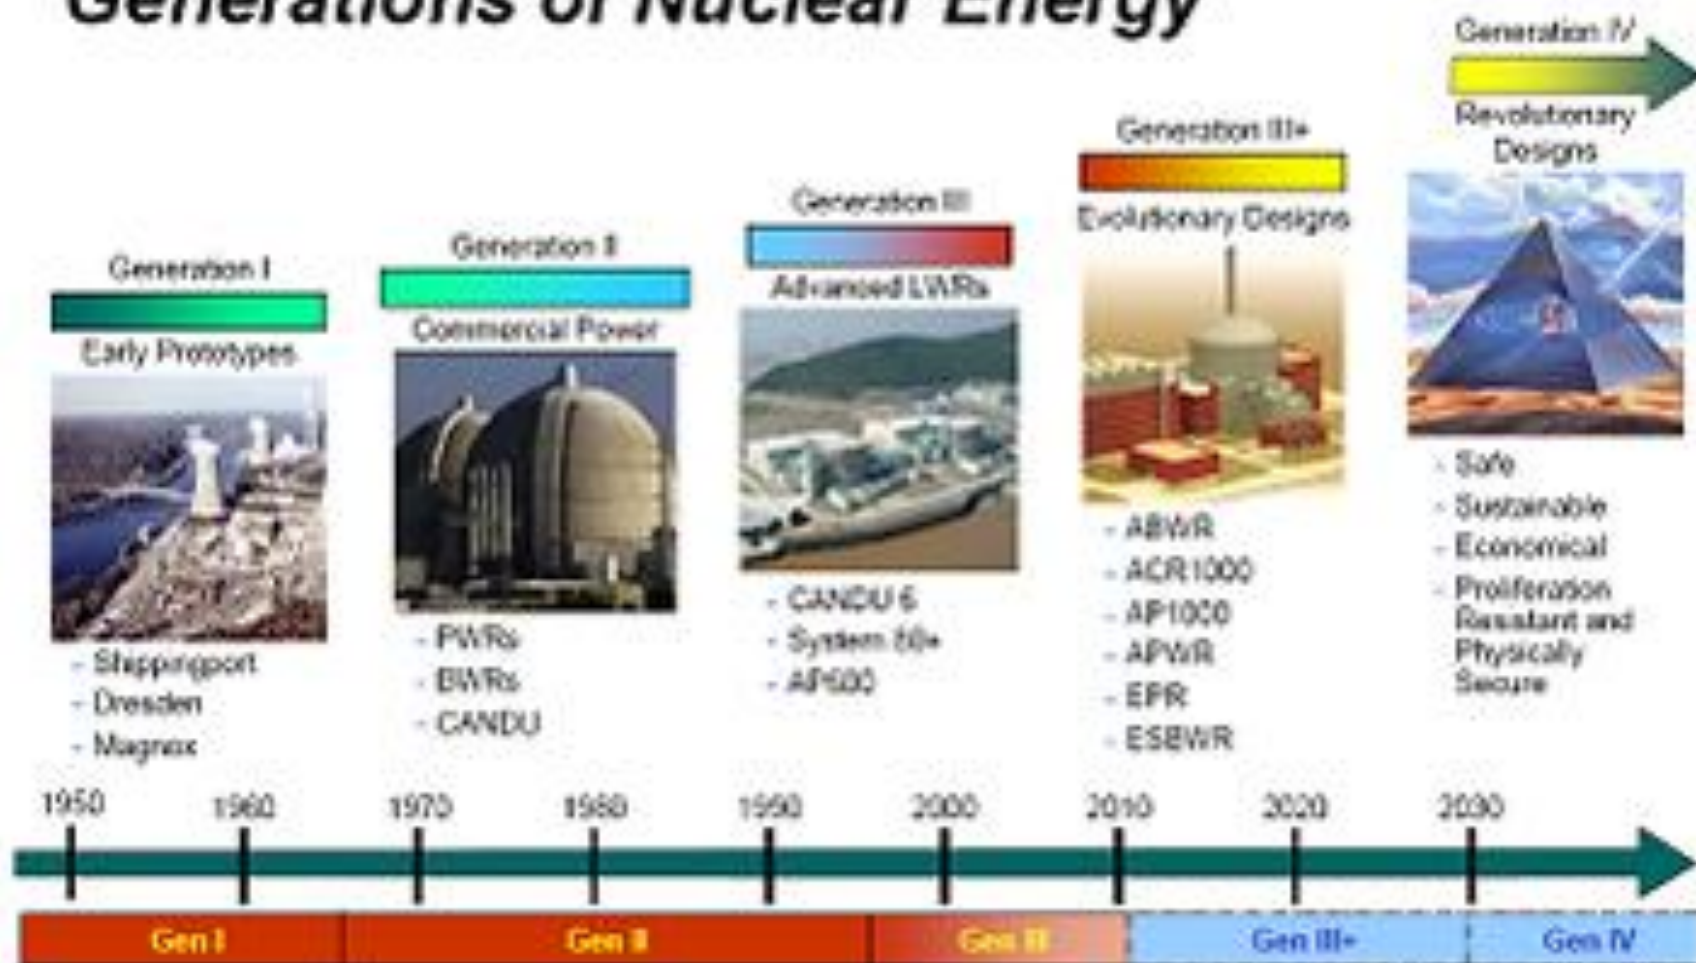 Generations of Nuclear Energy
Generation I
Early Prototypes
- Shippingport
- Dresden
- Magnox
Generation II
Commercial Power
- PWRs
- BWRs
- CANDU
Generation III
Advanced LWRs
- CANDU 6
- System 80+
- AP600
Generation III+
Evolutionary Designs
- ABWR
- ACR1000
- AP1000
- APWR
- EPR
- ESBWR
Generation IV
Revolutionary
Designs
- Safe
- Sustainable
- Economical
- Proliferation
Resistant and
Physically
Secure
1950 1960 1970 1980 1990 2000 2010 2020 2030
Gen I Gen II Gen III Gen III+ Gen IV